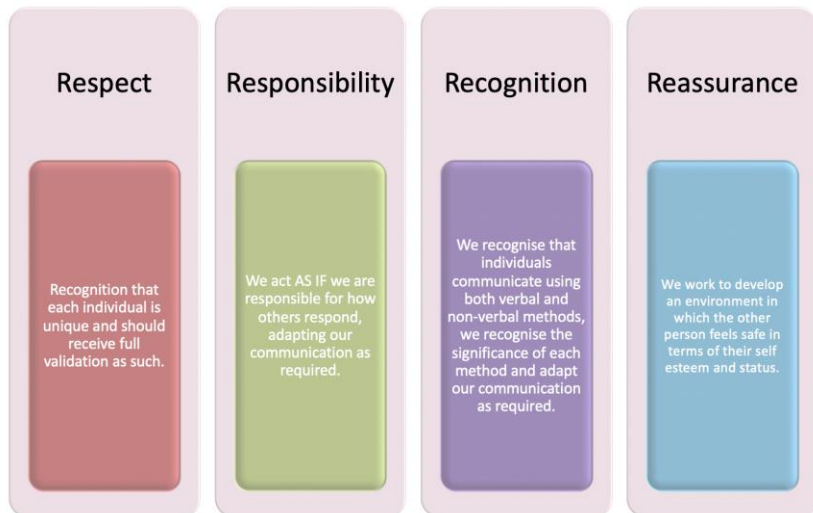 Respect
Recognition that
each individual is
unique and should
receive full
validation as such.
Responsibility
We act AS IF we are
responsible for how
others respond,
adapting our
communication as
required.
Recognition
We recognise that
individuals
communicate using
both verbal and
non-verbal methods,
we recognise the
significance of each
method and adapt
our communication
as required.
Reassurance
We work to develop
an environment in
which the other
person feels safe in
terms of their self
esteem and status.